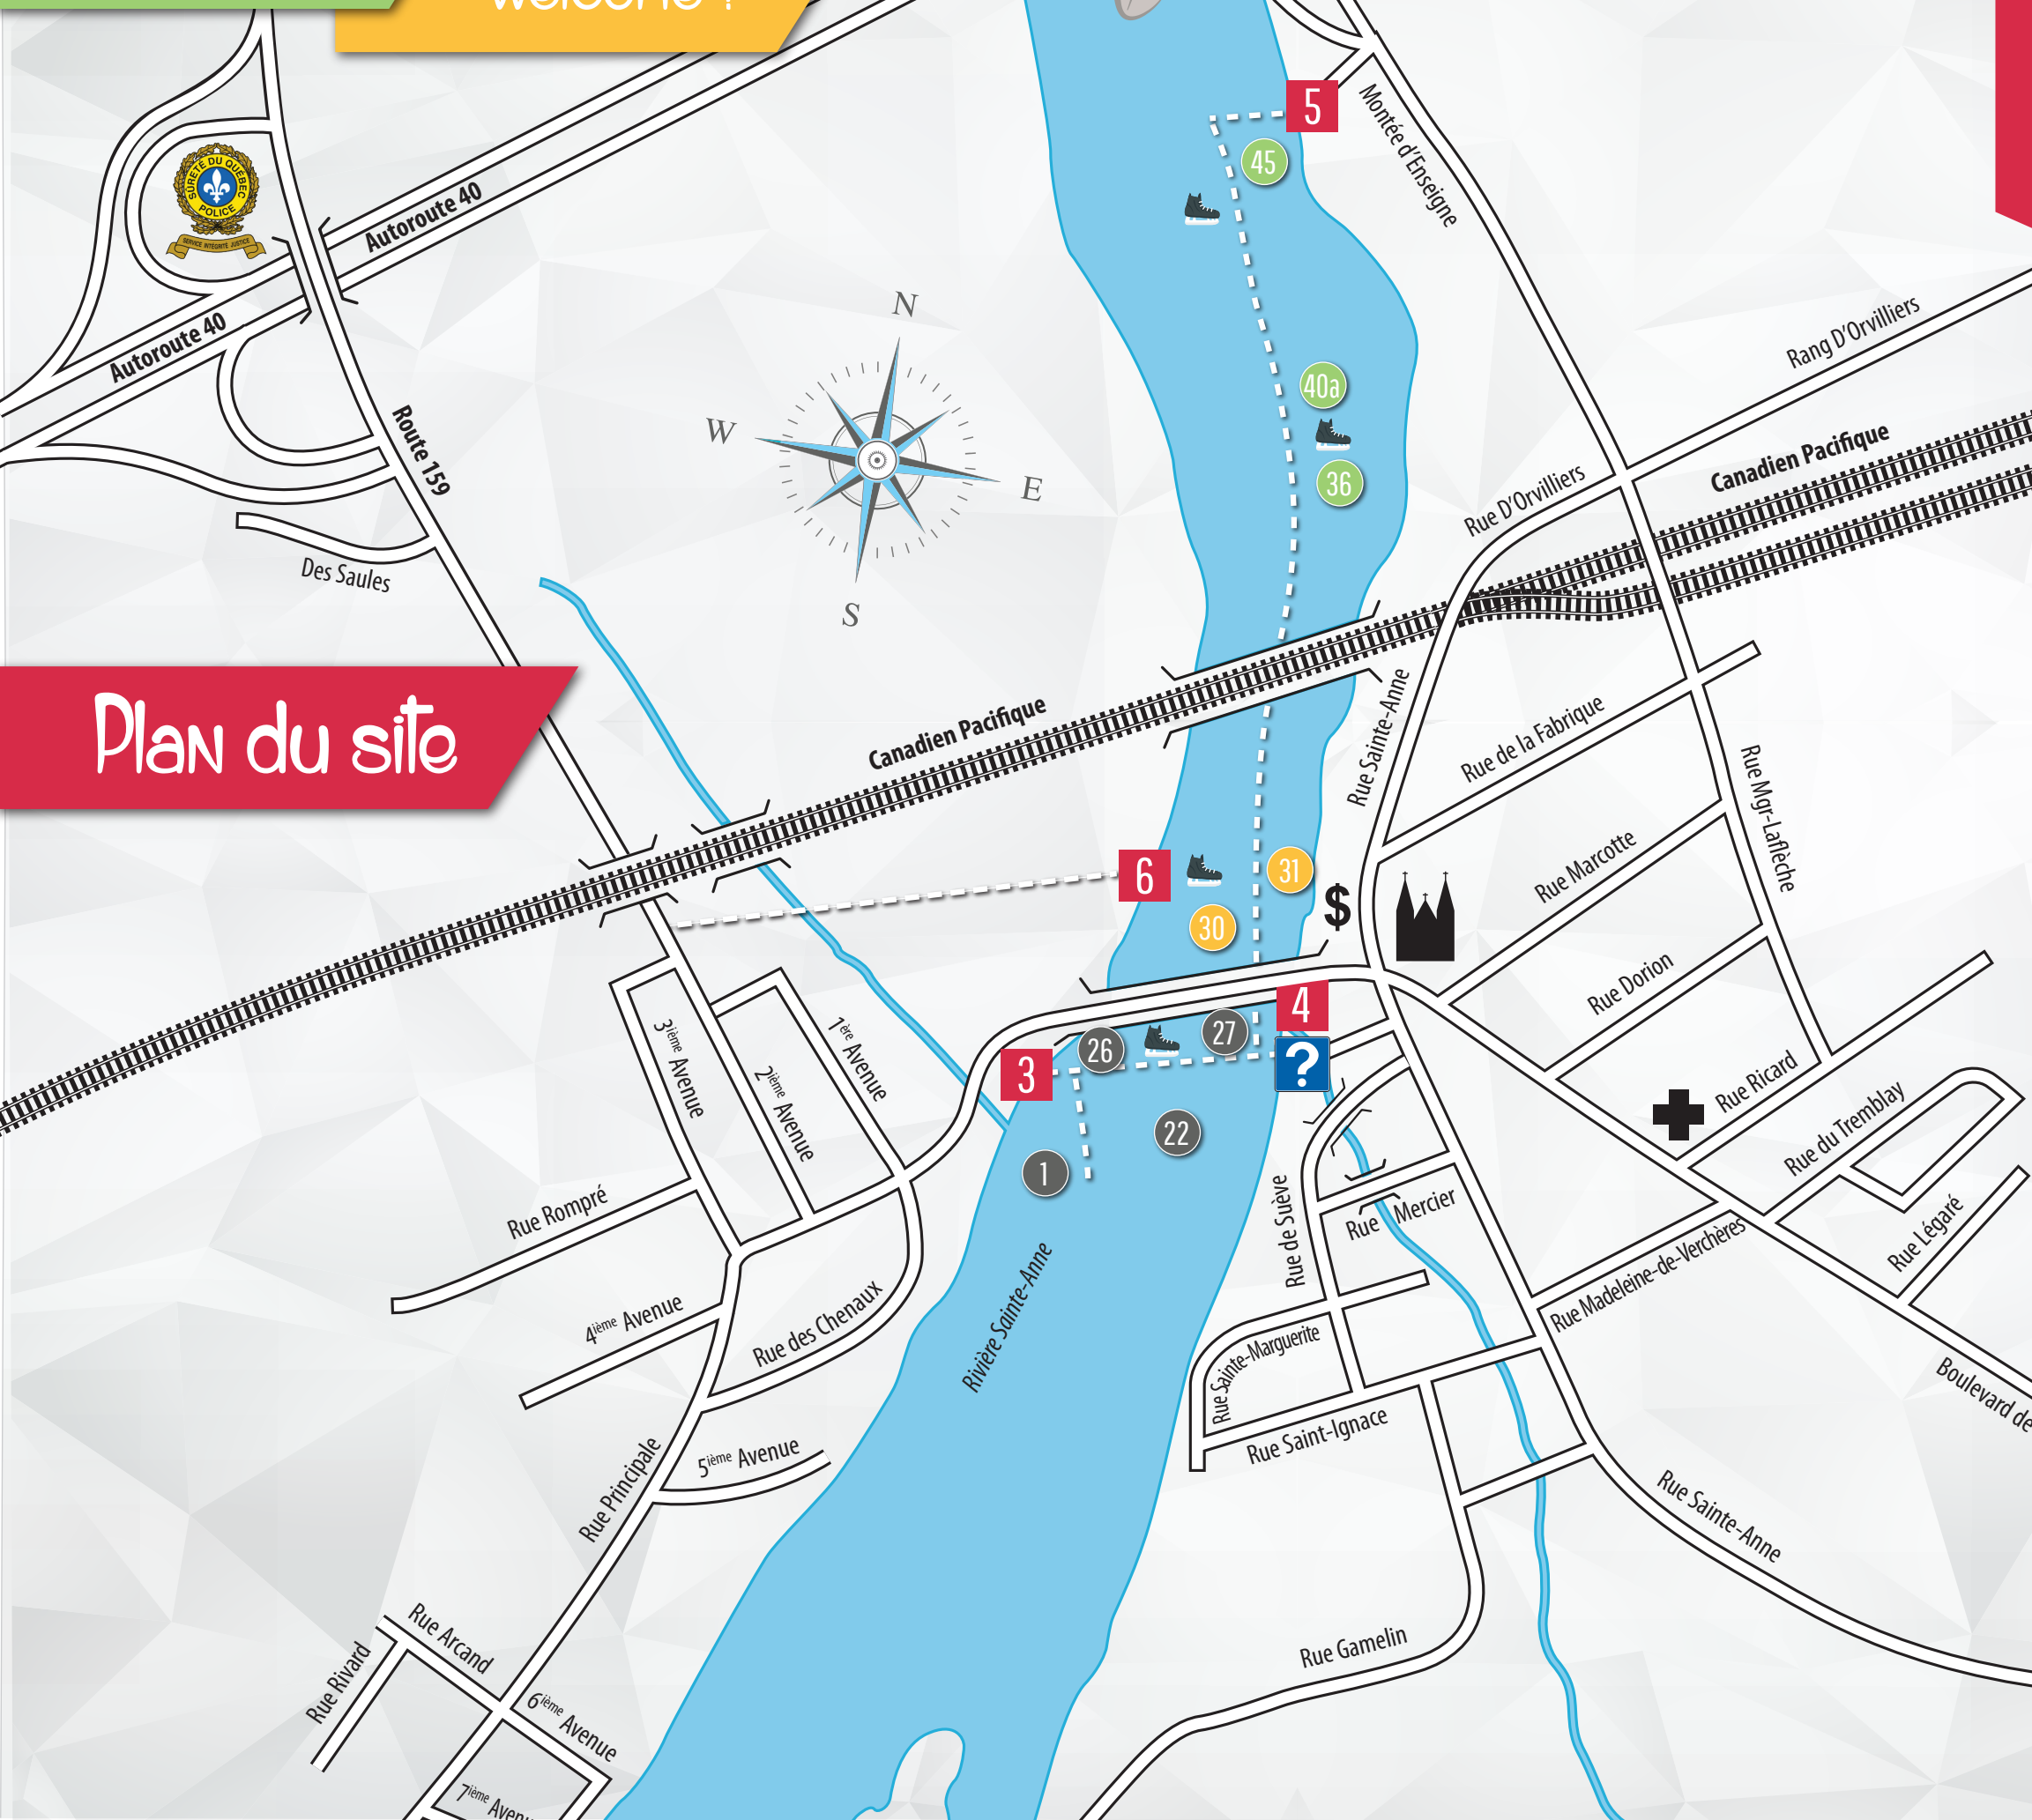 welcome !
5
45
Montée d'Enseigne
SÛRETÉ DU QUÉBEC
POLICE
SERVICE INTÉGRITÉ JUSTICE
Autoroute 40
Autoroute 40
N
W
E
S
Rang D'Orvilliers
40a
36
Route 159
Canadien Pacifique
Rue D'Orvilliers
Des Saules
Plan du site
Canadien Pacifique
Rue Sainte-Anne
Rue de la Fabrique
Rue Mgr-Laflèche
6
31
30
$
Rue Marcotte
Rue Dorion
4
27
26
3
?
3ième Avenue
2ième Avenue
1ère Avenue
22
1
Rue Ricard
Rue du Tremblay
Rue Légaré
Rue Rompré
Rue de Suève
Rue Mercier
Rue Madeleine-de-Verchères
Rivière Sainte-Anne
4ième Avenue
Rue des Chenaux
Rue Sainte-Marguerite
Rue Saint-Ignace
Boulevard de
5ième Avenue
Rue Principale
Rue Sainte-Anne
Rue Gamelin
Rue Arcand
Rue Rivard
6ième Avenue
7ième Avenu